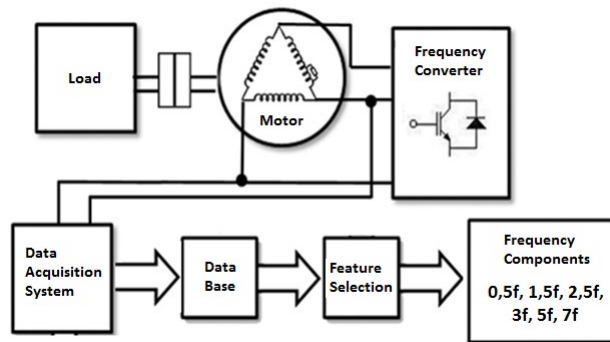 Load
Motor
Frequency
Converter
Data
Acquisition
System
Data
Base
Feature
Selection
Frequency
Components
0,5f, 1,5f, 2,5f,
3f, 5f, 7f